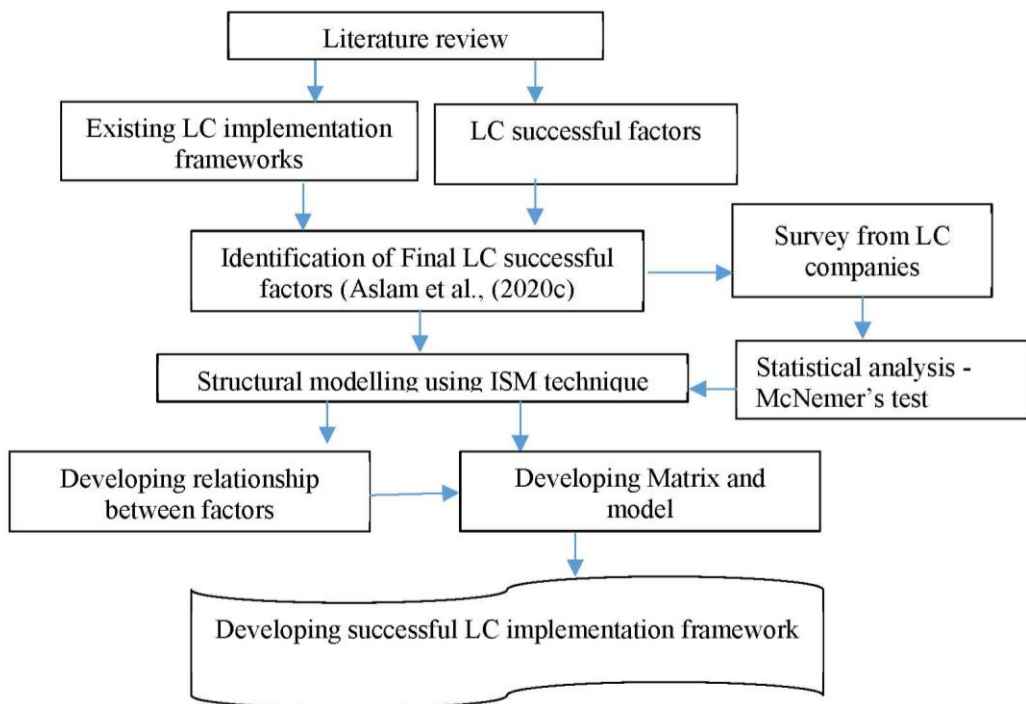 Literature review
Existing LC implementation
frameworks
LC successful factors
Identification of Final LC successful
factors (Aslam et al., (2020c)
Survey from LC
companies
Structural modelling using ISM technique
Statistical analysis -
McNemer’s test
Developing relationship
between factors
Developing Matrix and
model
Developing successful LC implementation framework